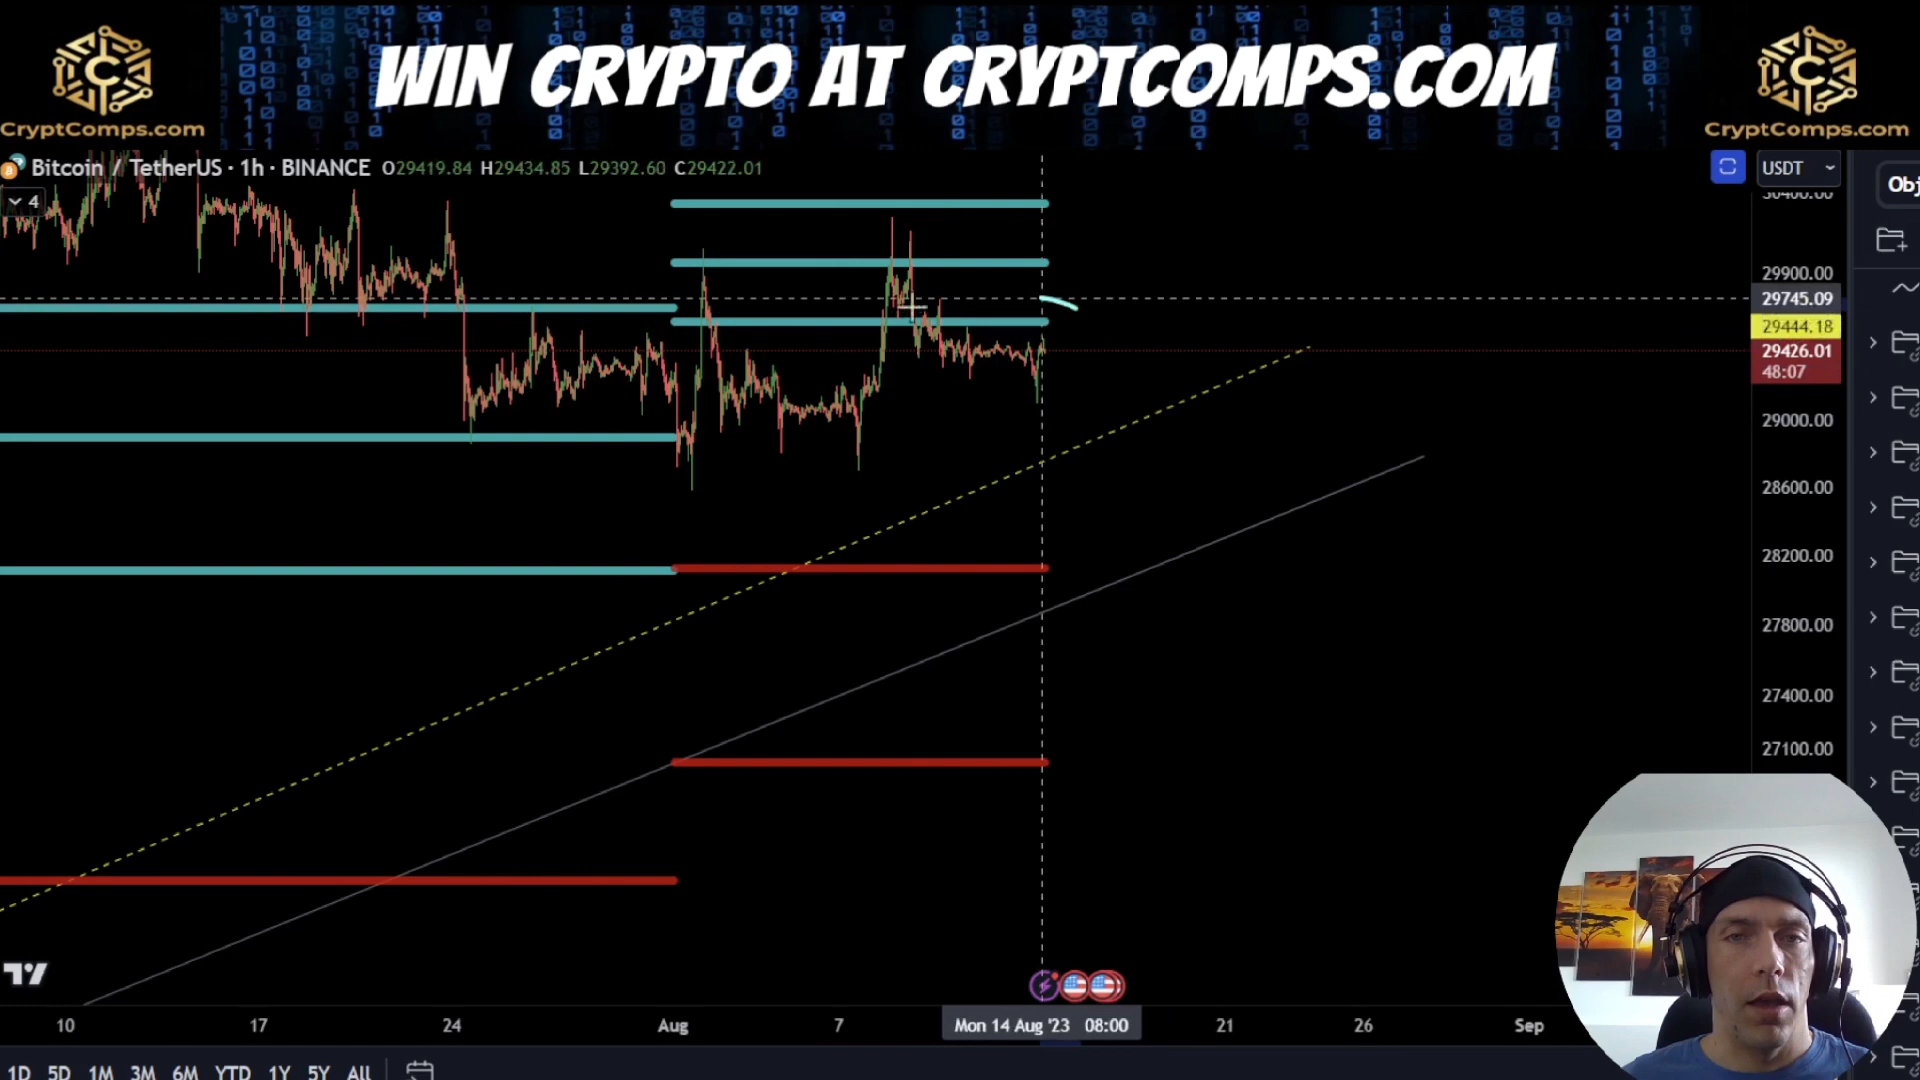 WIN CRYPTO AT CRYPTCOMPS.COM
CryptComps.com
CryptComps.com
Bitcoin / TetherUS · 1h · BINANCE O29419.84 H29434.85 L29392.60 C29422.01
USDT
4
Obj
30400.00
29900.00
29745.09
29444.18
29426.01
48:07
29000.00
28600.00
28200.00
27800.00
27400.00
27100.00
10 17 24 Aug 7 Mon 14 Aug '23 08:00 21 26 Sep
1D 5D 1M 3M 6M YTD 1Y 5Y All